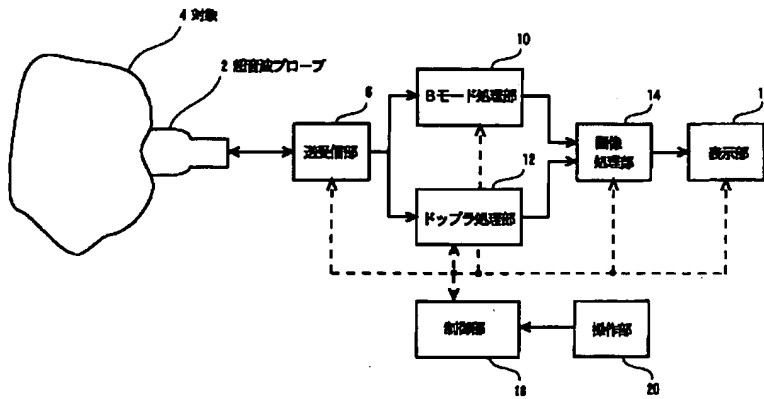 4 対象
2 超音波プローブ
6
送受信部
10
Bモード処理部
12
ドップラ処理部
14
画像
処理部
1
表示部
制御部
18
操作部
20